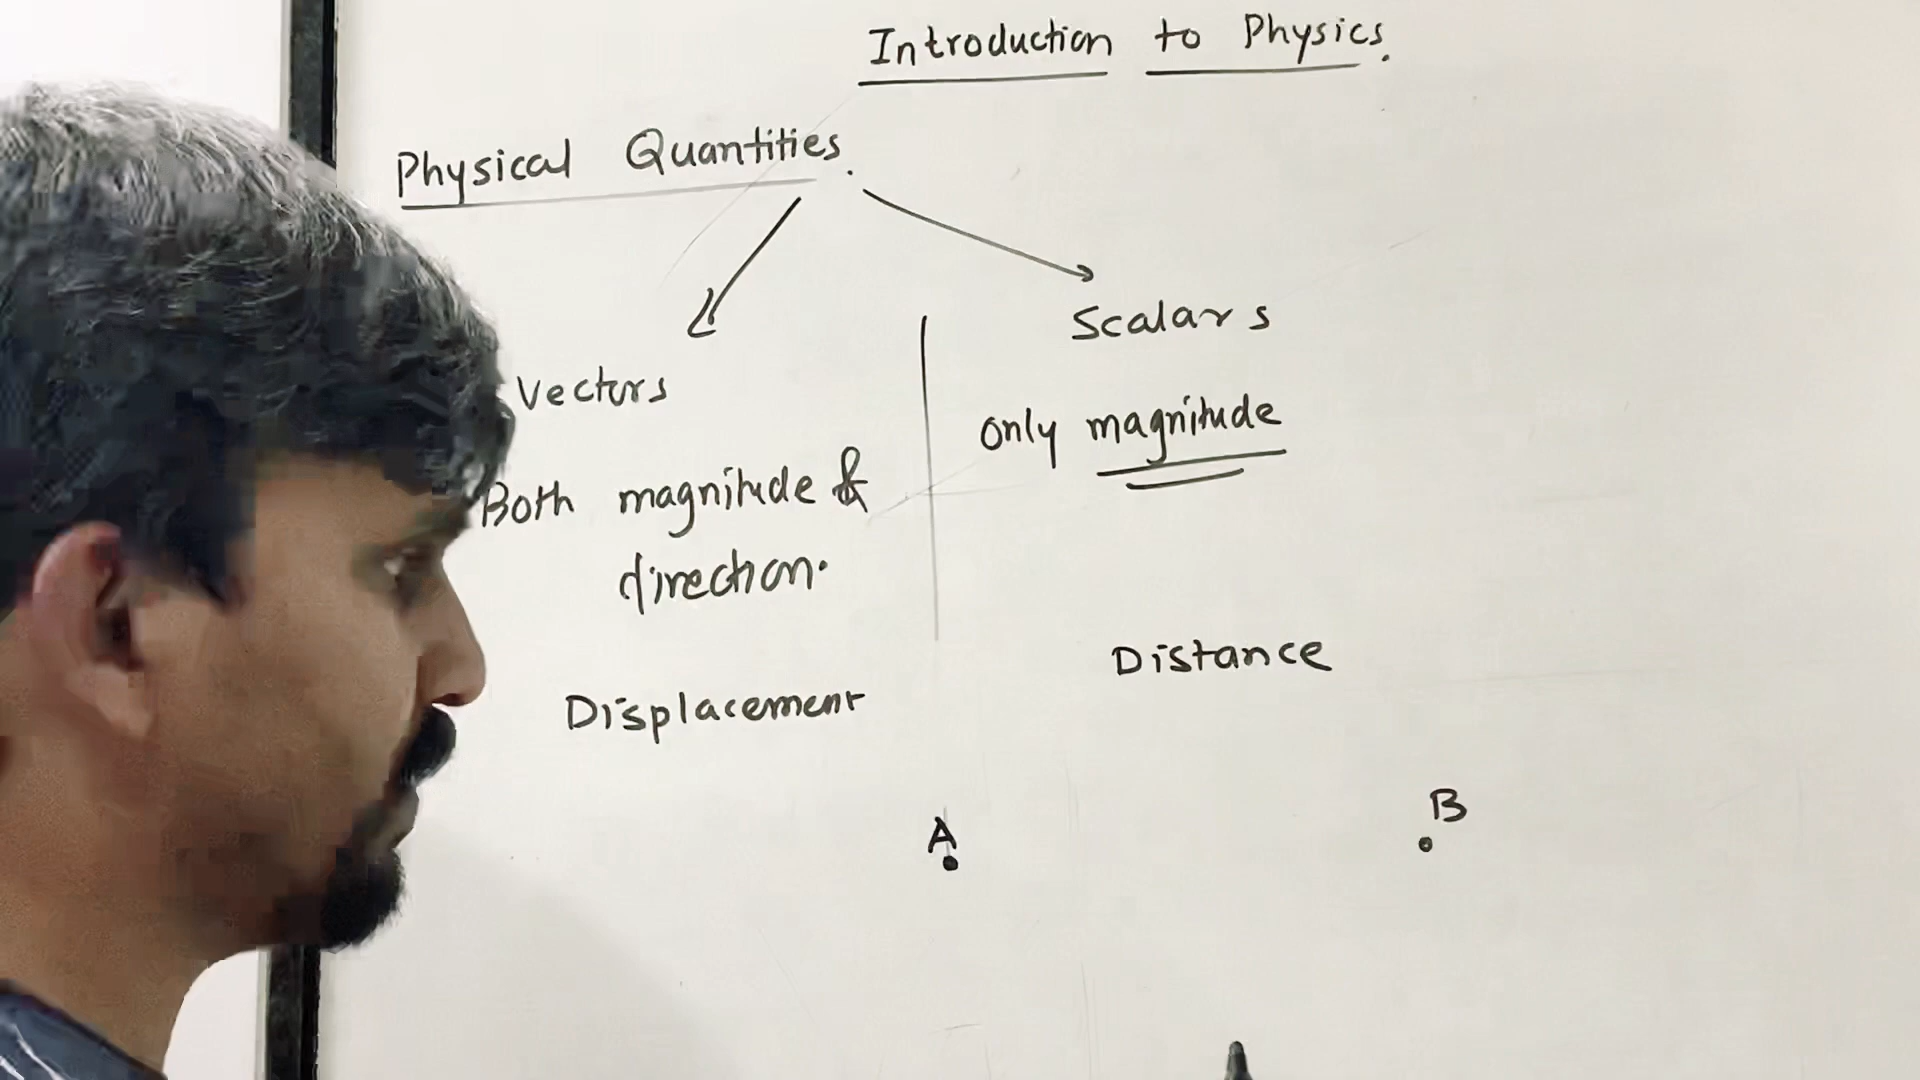 Introduction to Physics.
Physical Quantities.
Vectors
Both magnitude &
direction.
Displacement
Scalars
only magnitude
Distance
A
B